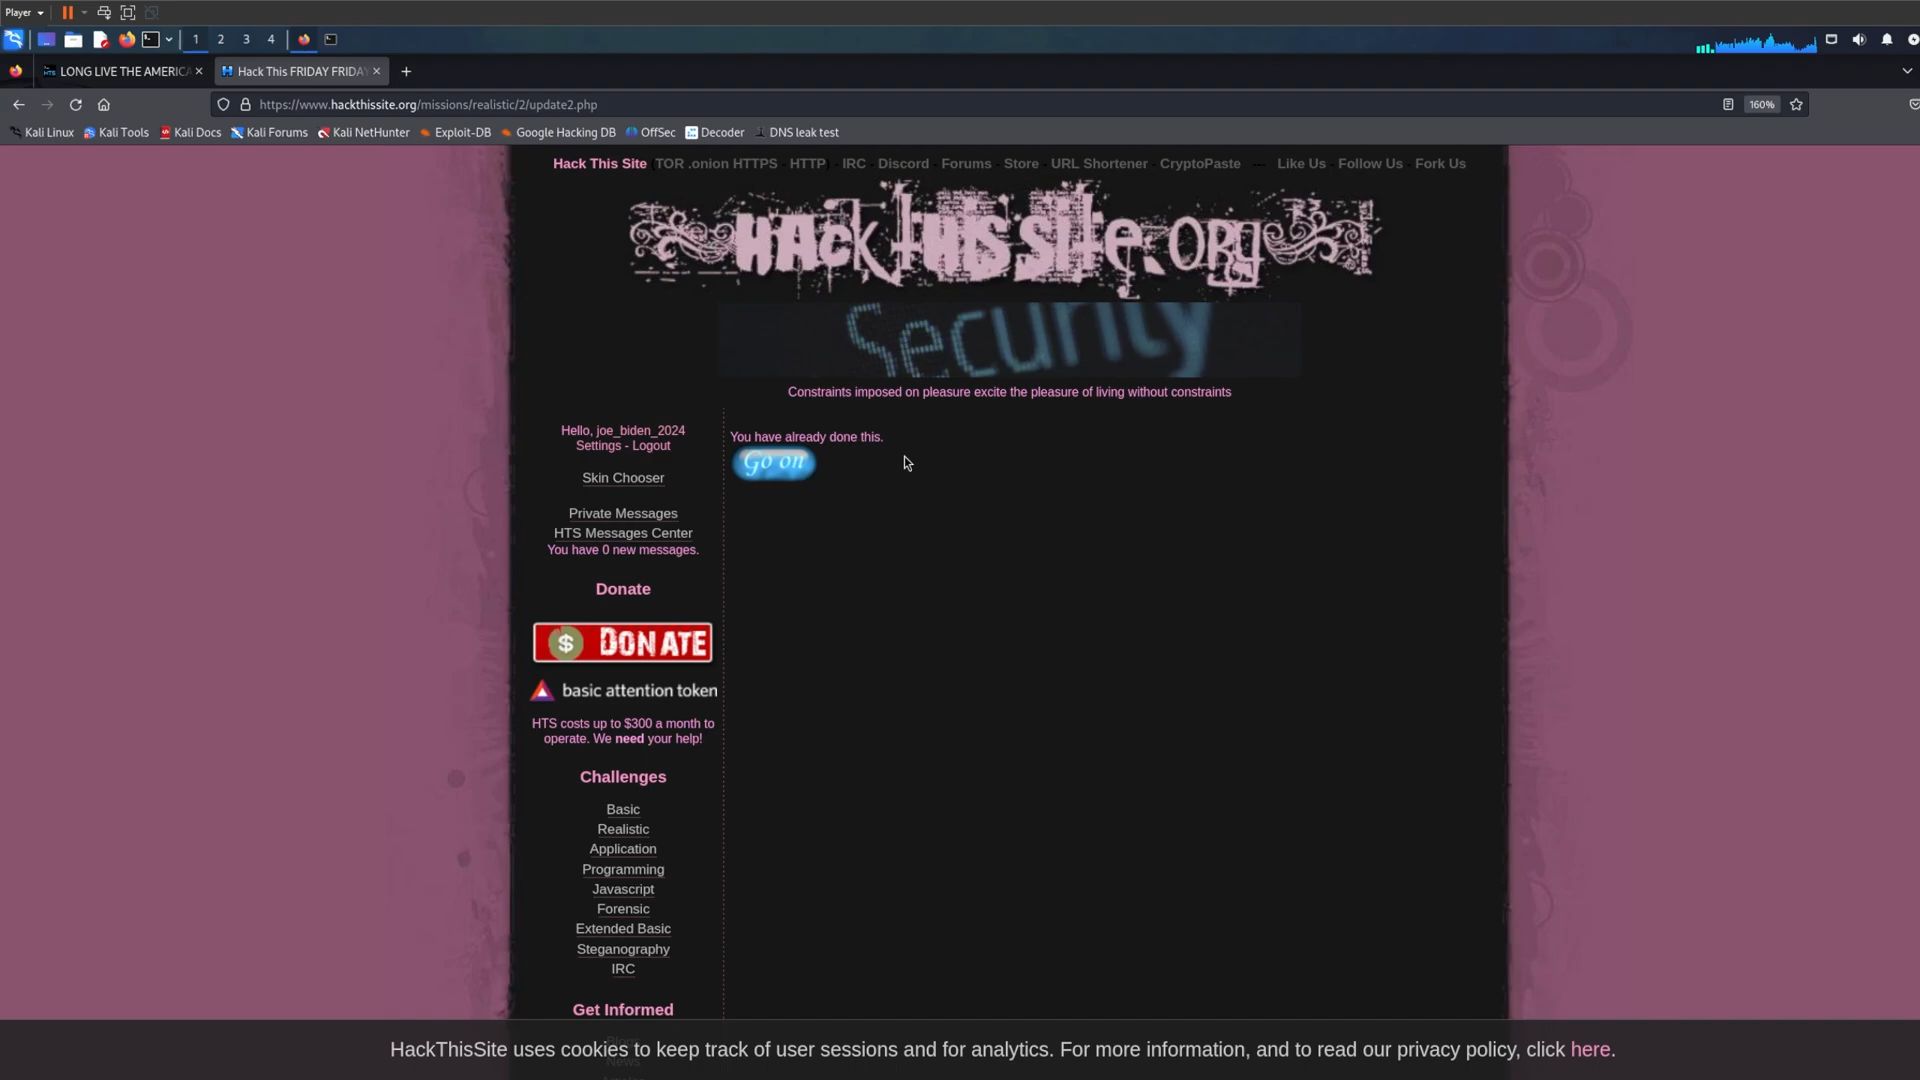 Player
1 2 3 4
LONG LIVE THE AMERICA
Hack This FRIDAY FRIDAY
https://www.hackthissite.org/missions/realistic/2/update2.php
160%
Kali Linux Kali Tools Kali Docs Kali Forums Kali NetHunter Exploit-DB Google Hacking DB OffSec Decoder DNS leak test
Hack This Site (TOR .onion HTTPS - HTTP) - IRC - Discord - Forums - Store - URL Shortener - CryptoPaste --- Like Us - Follow Us - Fork Us
HACk THIS SITE.ORG
Security
Constraints imposed on pleasure excite the pleasure of living without constraints
Hello, joe_biden_2024
Settings - Logout
Skin Chooser
Private Messages
HTS Messages Center
You have 0 new messages.
Donate
$ DONATE
basic attention token
HTS costs up to $300 a month to
operate. We need your help!
Challenges
Basic
Realistic
Application
Programming
Javascript
Forensic
Extended Basic
Steganography
IRC
Get Informed
News
You have already done this.
Go on
HackThisSite uses cookies to keep track of user sessions and for analytics. For more information, and to read our privacy policy, click here.